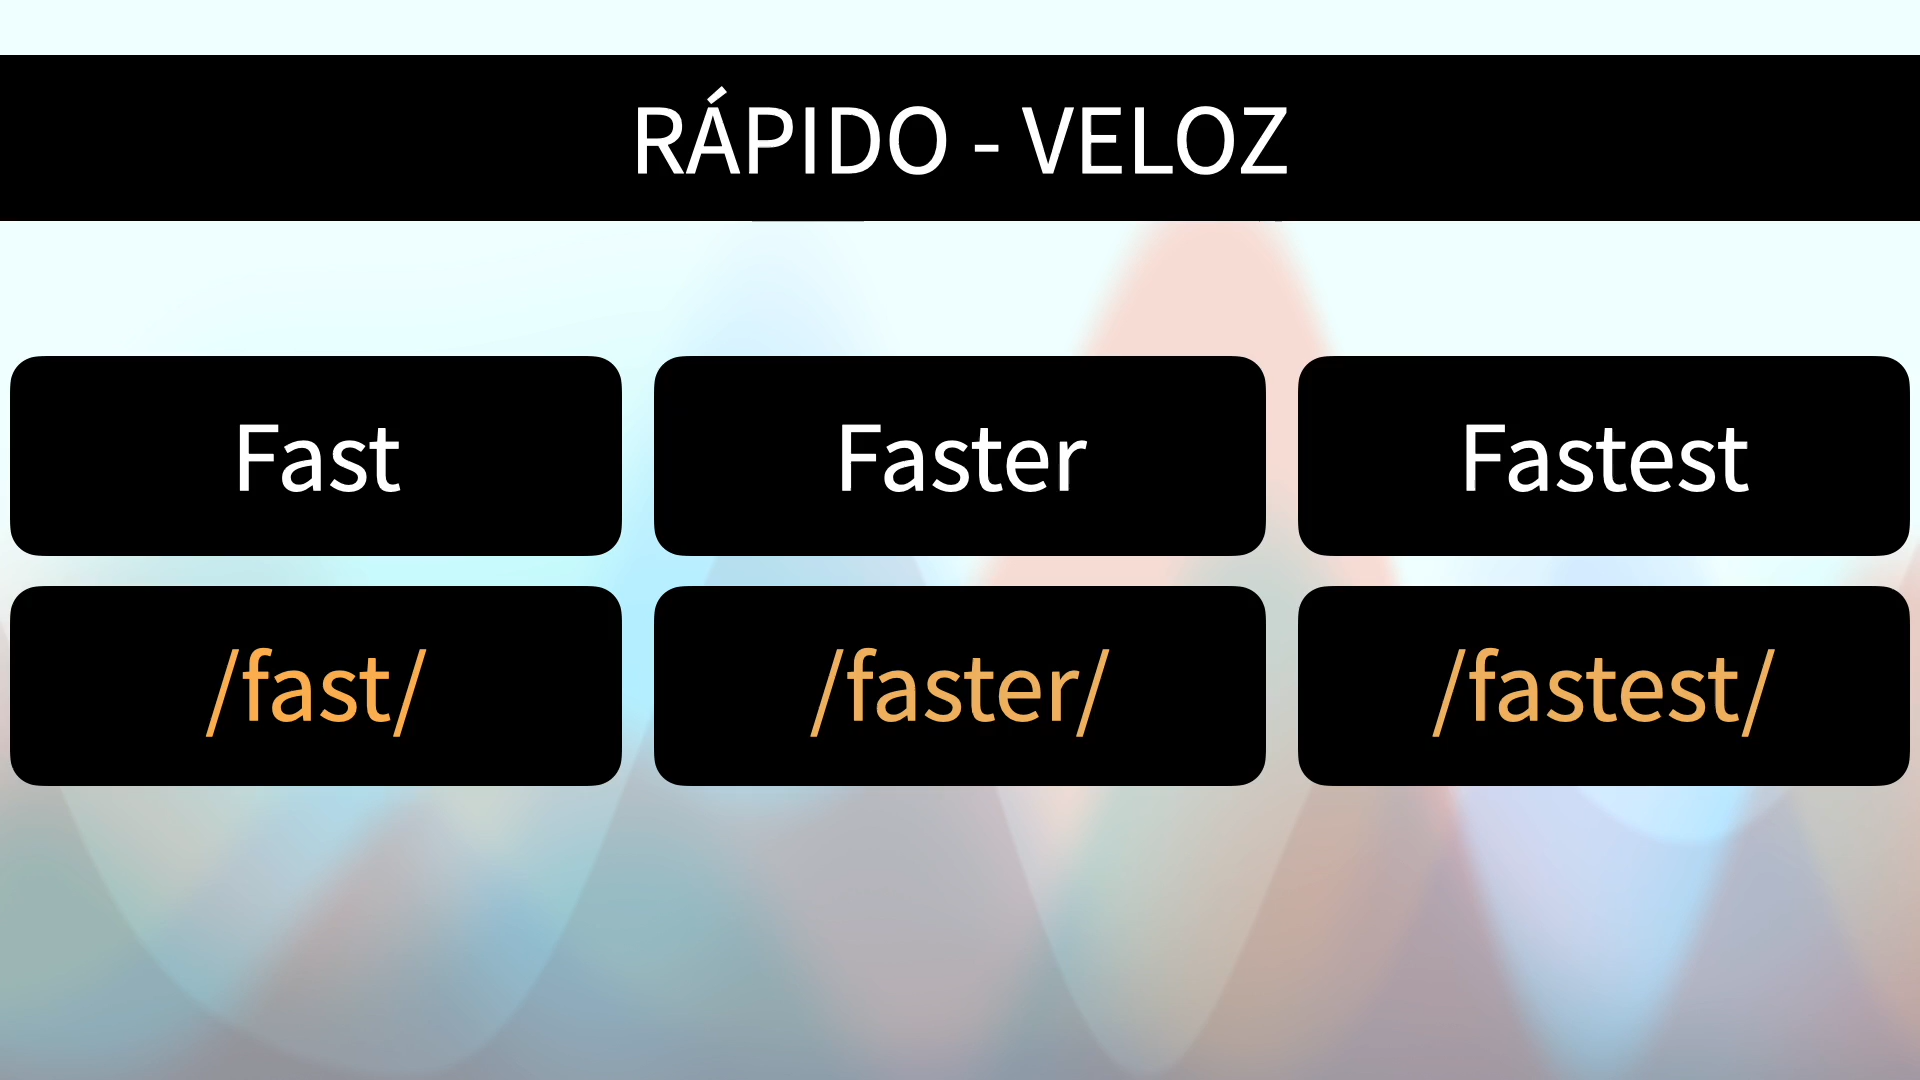 RÁPIDO - VELOZ
Fast
Faster
Fastest
/fast/
/faster/
/fastest/